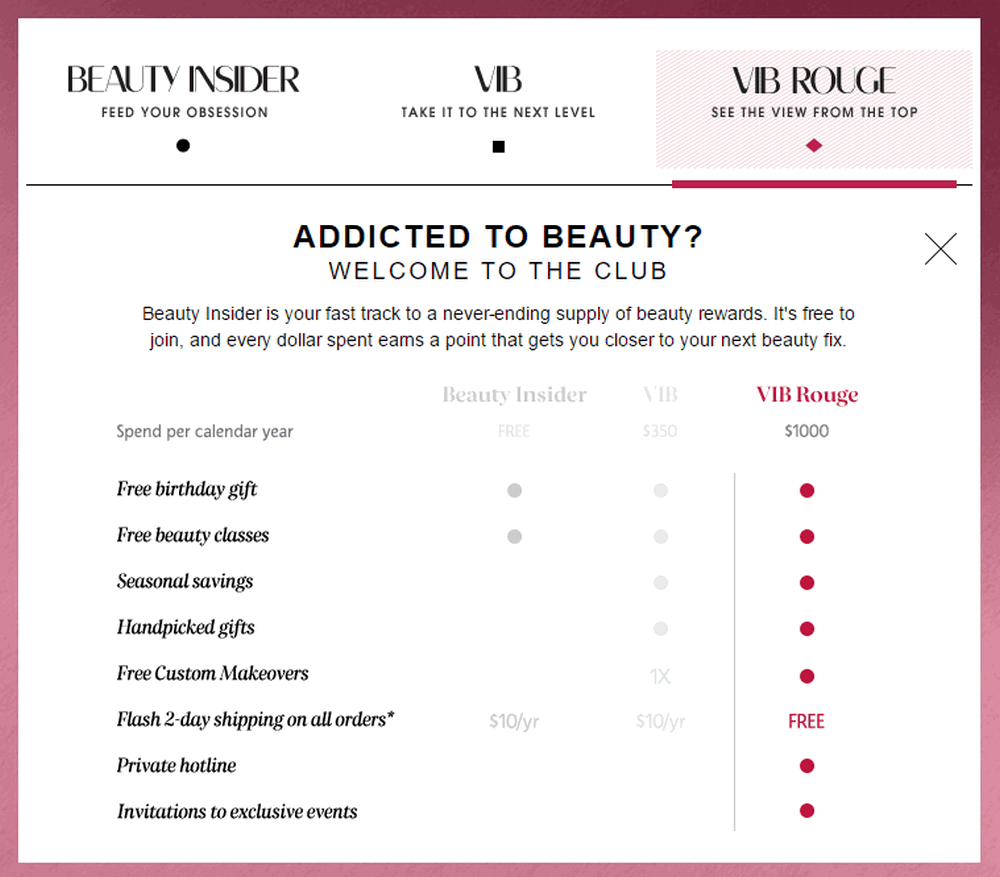 BEAUTY INSIDER
FEED YOUR OBSESSION
VIB
TAKE IT TO THE NEXT LEVEL
VIB ROUGE
SEE THE VIEW FROM THE TOP
ADDICTED TO BEAUTY?
WELCOME TO THE CLUB
Beauty Insider is your fast track to a never-ending supply of beauty rewards. It's free to
join, and every dollar spent earns a point that gets you closer to your next beauty fix.
Beauty Insider VIB VIB Rouge
Spend per calendar year FREE $350 $1000
Free birthday gift
Free beauty classes
Seasonal savings
Handpicked gifts
Free Custom Makeovers 1X
Flash 2-day shipping on all orders* $10/yr $10/yr FREE
Private hotline
Invitations to exclusive events